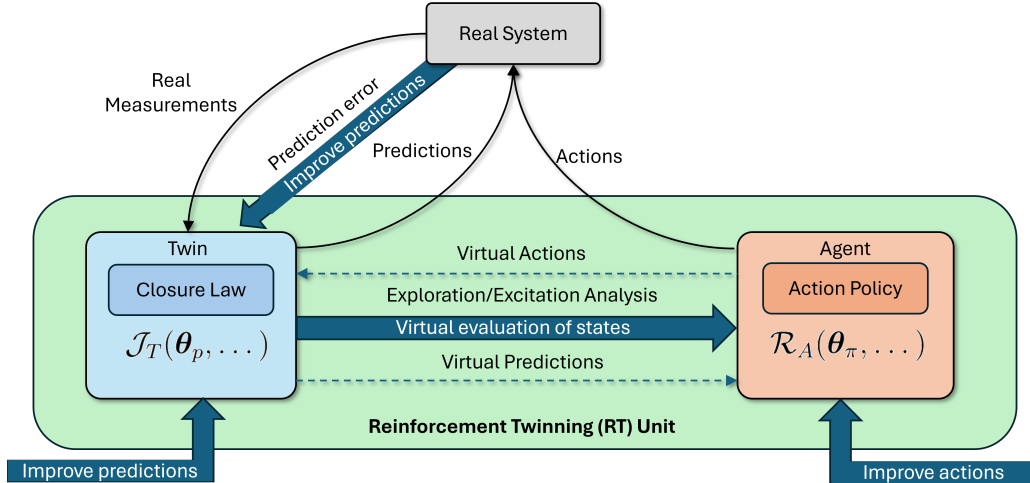 Real System
Real
Measurements
Prediction error
Improve predictions
Predictions
Actions
Twin
Closure Law
𝒥_T(θ_p, . . . )
Virtual Actions
Exploration/Excitation Analysis
Virtual evaluation of states
Virtual Predictions
Agent
Action Policy
ℛ_A(θ_π, . . . )
Reinforcement Twinning (RT) Unit
Improve predictions
Improve actions